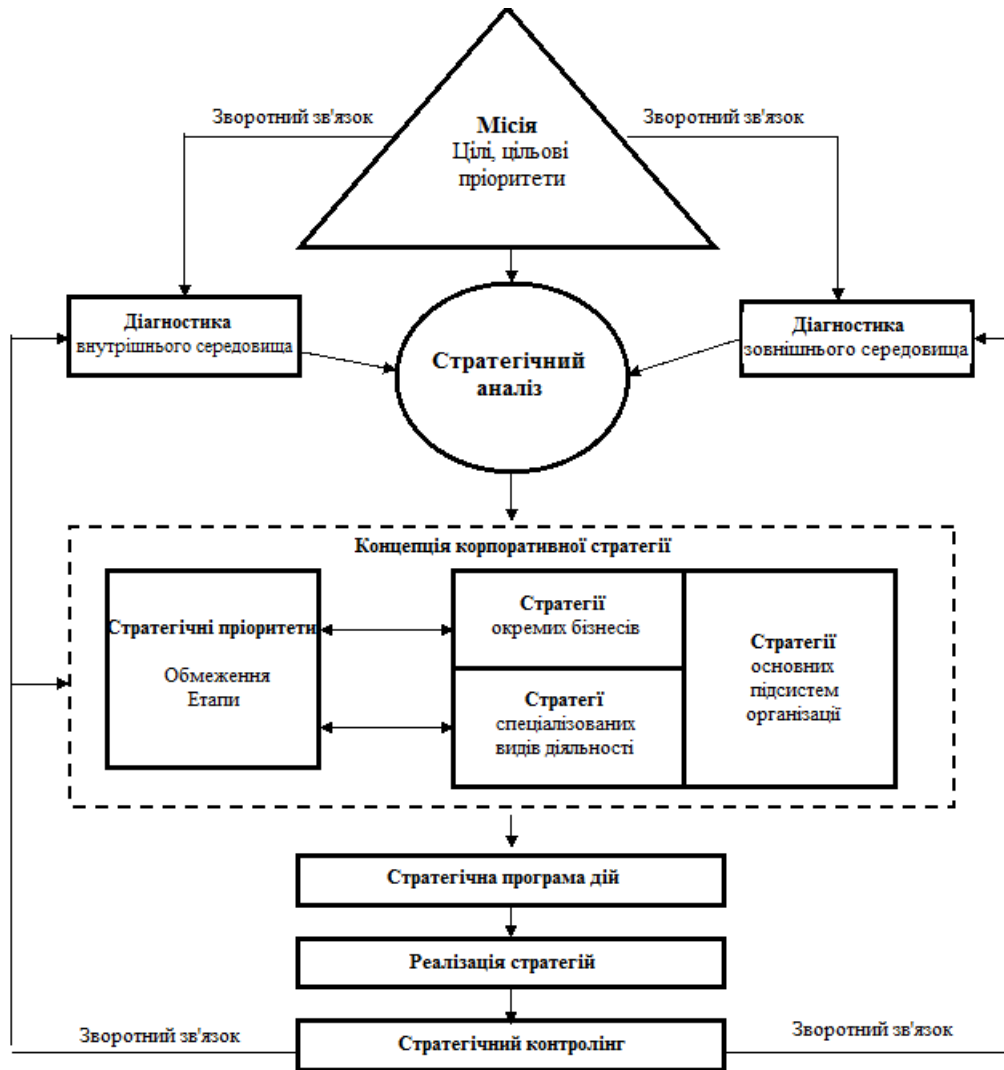 Зворотний зв'язок
Зворотний зв'язок
Місія
Цілі, цільові
пріоритети
Діагностика
внутрішнього середовища
Стратегічний
аналіз
Діагностика
зовнішнього середовища
Концепція корпоративної стратегії
Стратегічні пріоритети
Обмеження
Етапи
Стратегії
окремих бізнесів
Стратегї
спеціалізованих
видів діяльності
Стратегії
основних
підсистем
організації
Стратегічна програма дій
Реалізація стратегій
Зворотний зв'язок
Стратегічний контролінг
Зворотний зв'язок